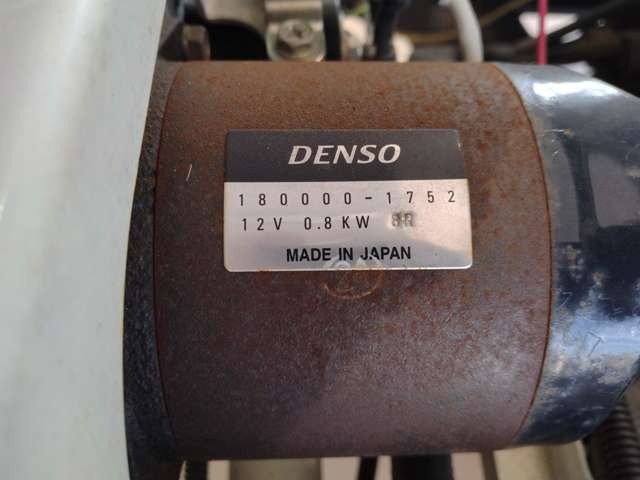 DENSO
180000-1752
12V 0.8KW
MADE IN JAPAN